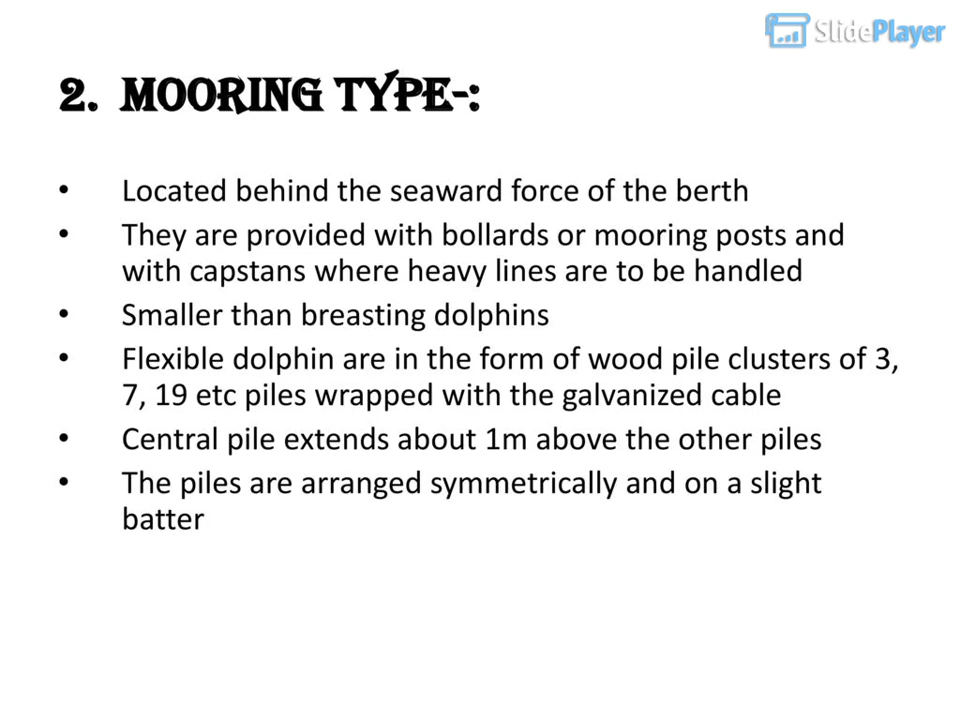 SlidePlayer
2. MOORING TYPE-:
• Located behind the seaward force of the berth
• They are provided with bollards or mooring posts and
with capstans where heavy lines are to be handled
• Smaller than breasting dolphins
• Flexible dolphin are in the form of wood pile clusters of 3,
7, 19 etc piles wrapped with the galvanized cable
• Central pile extends about 1m above the other piles
• The piles are arranged symmetrically and on a slight
batter